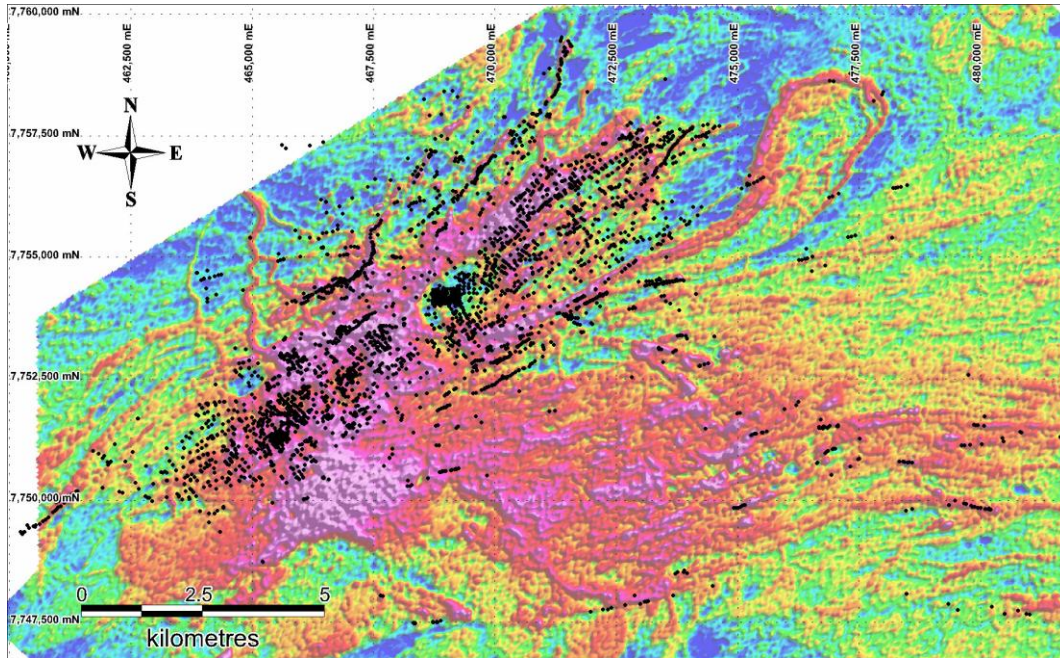 7,760,000 mN
462,500 mE
465,000 mE
467,500 mE
470,000 mE
472,500 mE
475,000 mE
477,500 mE
480,000 mE
N
W
E
S
7,757,500 mN
7,755,000 mN
7,752,500 mN
7,750,000 mN
7,747,500 mN
0 2.5 5
kilometres